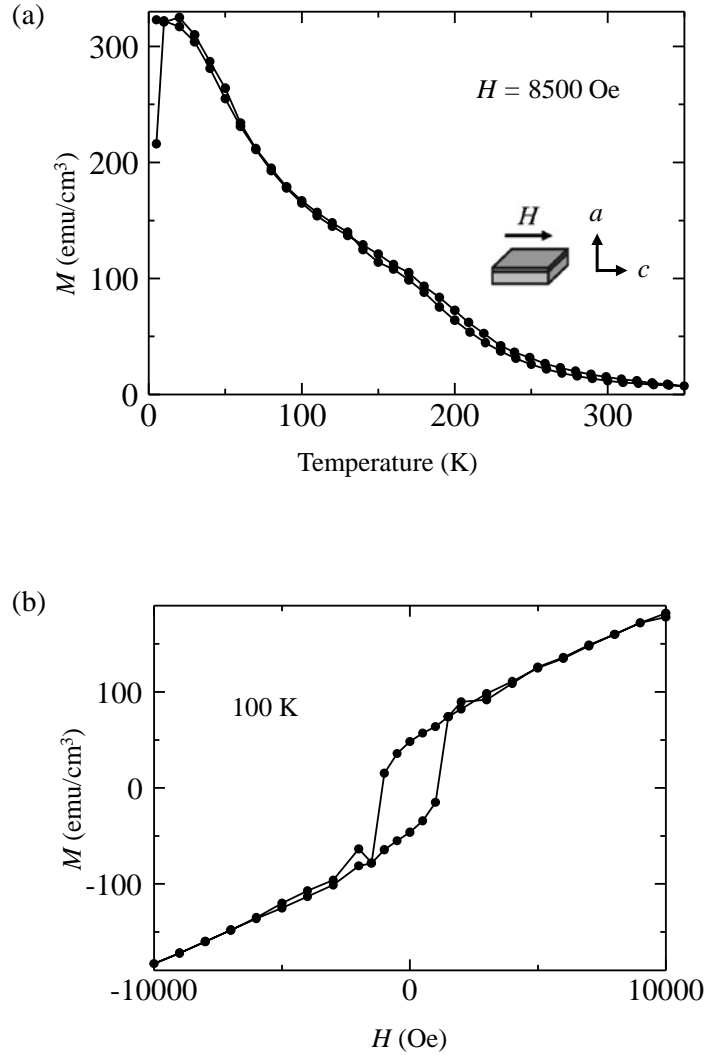 (a)
300
200
100
0
M (emu/cm³)
H = 8500 Oe
H
a
c
0
100
200
300
Temperature (K)
(b)
100
0
-100
M (emu/cm³)
100 K
-10000
0
10000
H (Oe)